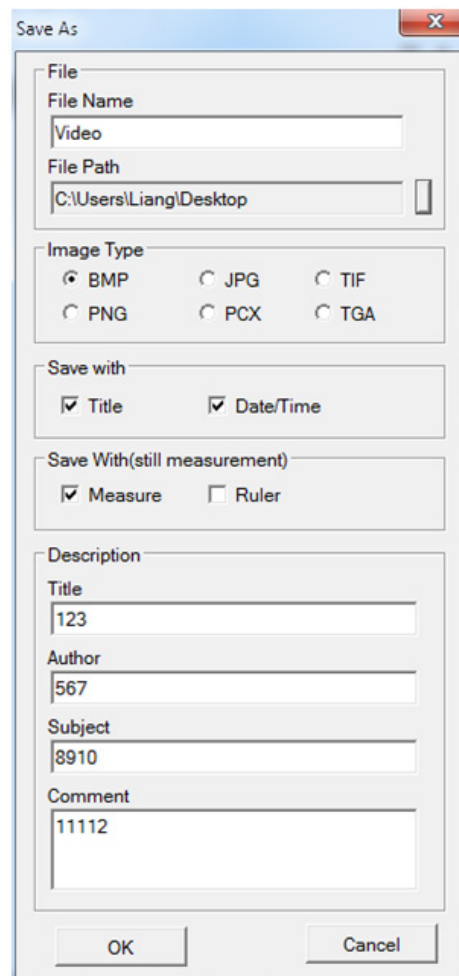 Save As
File
File Name
Video
File Path
C:\Users\Liang\Desktop
Image Type
BMP JPG TIF
PNG PCX TGA
Save with
Title Date/Time
Save With(still measurement)
Measure Ruler
Description
Title
123
Author
567
Subject
8910
Comment
11112
OK Cancel